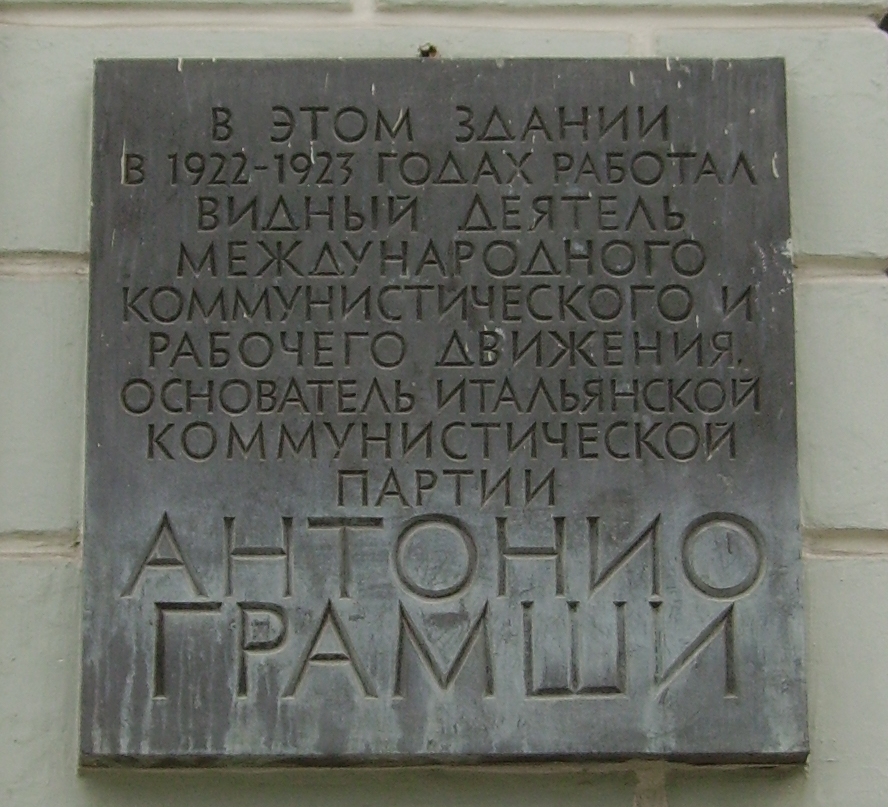 В ЭТОМ ЗДАНИИ
В 1922-1923 ГОДАХ РАБОТАЛ
ВИДНЫЙ ДЕЯТЕЛЬ
МЕЖДУНАРОДНОГО
КОММУНИСТИЧЕСКОГО И
РАБОЧЕГО ДВИЖЕНИЯ.
ОСНОВАТЕЛЬ ИТАЛЬЯНСКОЙ
КОММУНИСТИЧЕСКОЙ
ПАРТИИ
АНТОНИО
ГРАМШИ